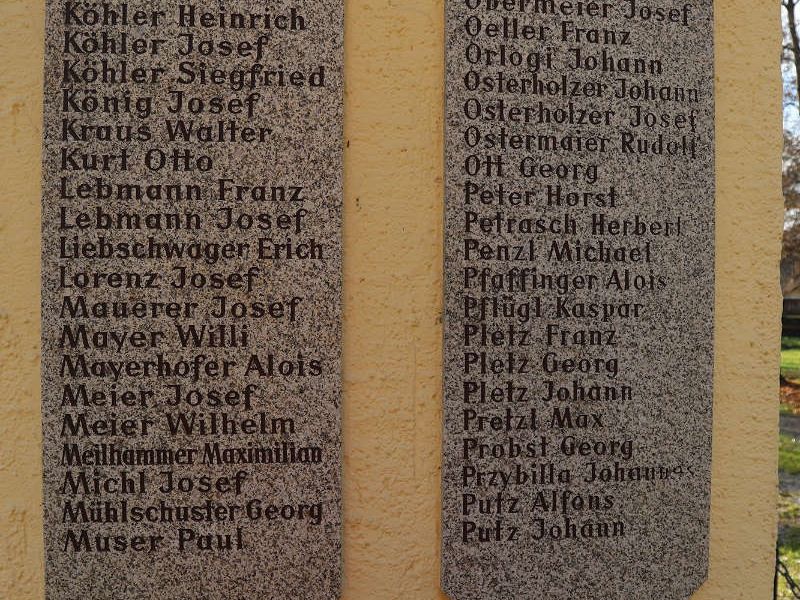 Köhler Heinrich
Köhler Josef
Köhler Siegfried
König Josef
Kraus Walter
Kurt Otto
Lebmann Franz
Lebmann Josef
Liebschwager Erich
Lorenz Josef
Mauerer Josef
Mayer Willi
Mayerhofer Alois
Meier Josef
Meier Wilhelm
Meilhammer Maximilian
Michl Josef
Mühlschuster Georg
Muser Paul
Obermeier Josef
Oeller Franz
Orlogi Johann
Osterholzer Johann
Osterholzer Josef
Ostermaier Rudolf
Ott Georg
Peter Horst
Petrasch Herbert
Penzl Michael
Pfaffinger Alois
Pflügl Kaspar
Pletz Franz
Pletz Georg
Pletz Johann
Pretzl Max
Probst Georg
Przybilla Johannes
Putz Alfons
Putz Johann